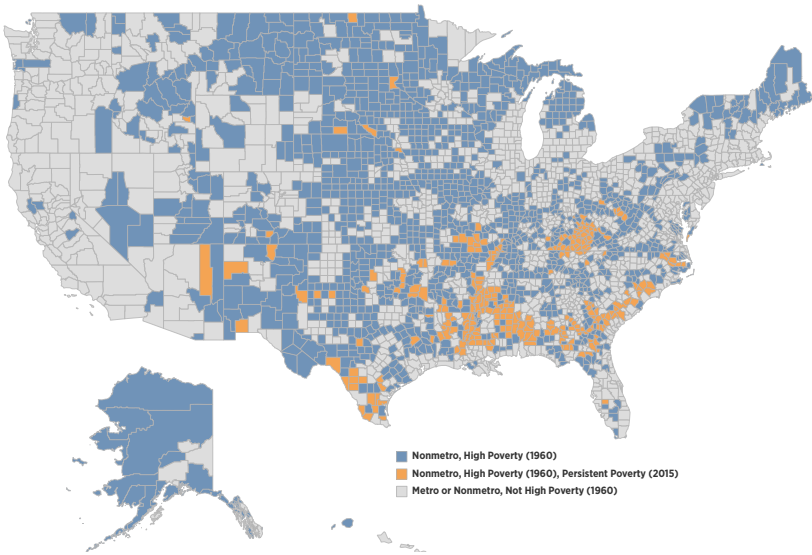 Nonmetro, High Poverty (1960)
Nonmetro, High Poverty (1960), Persistent Poverty (2015)
Metro or Nonmetro, Not High Poverty (1960)